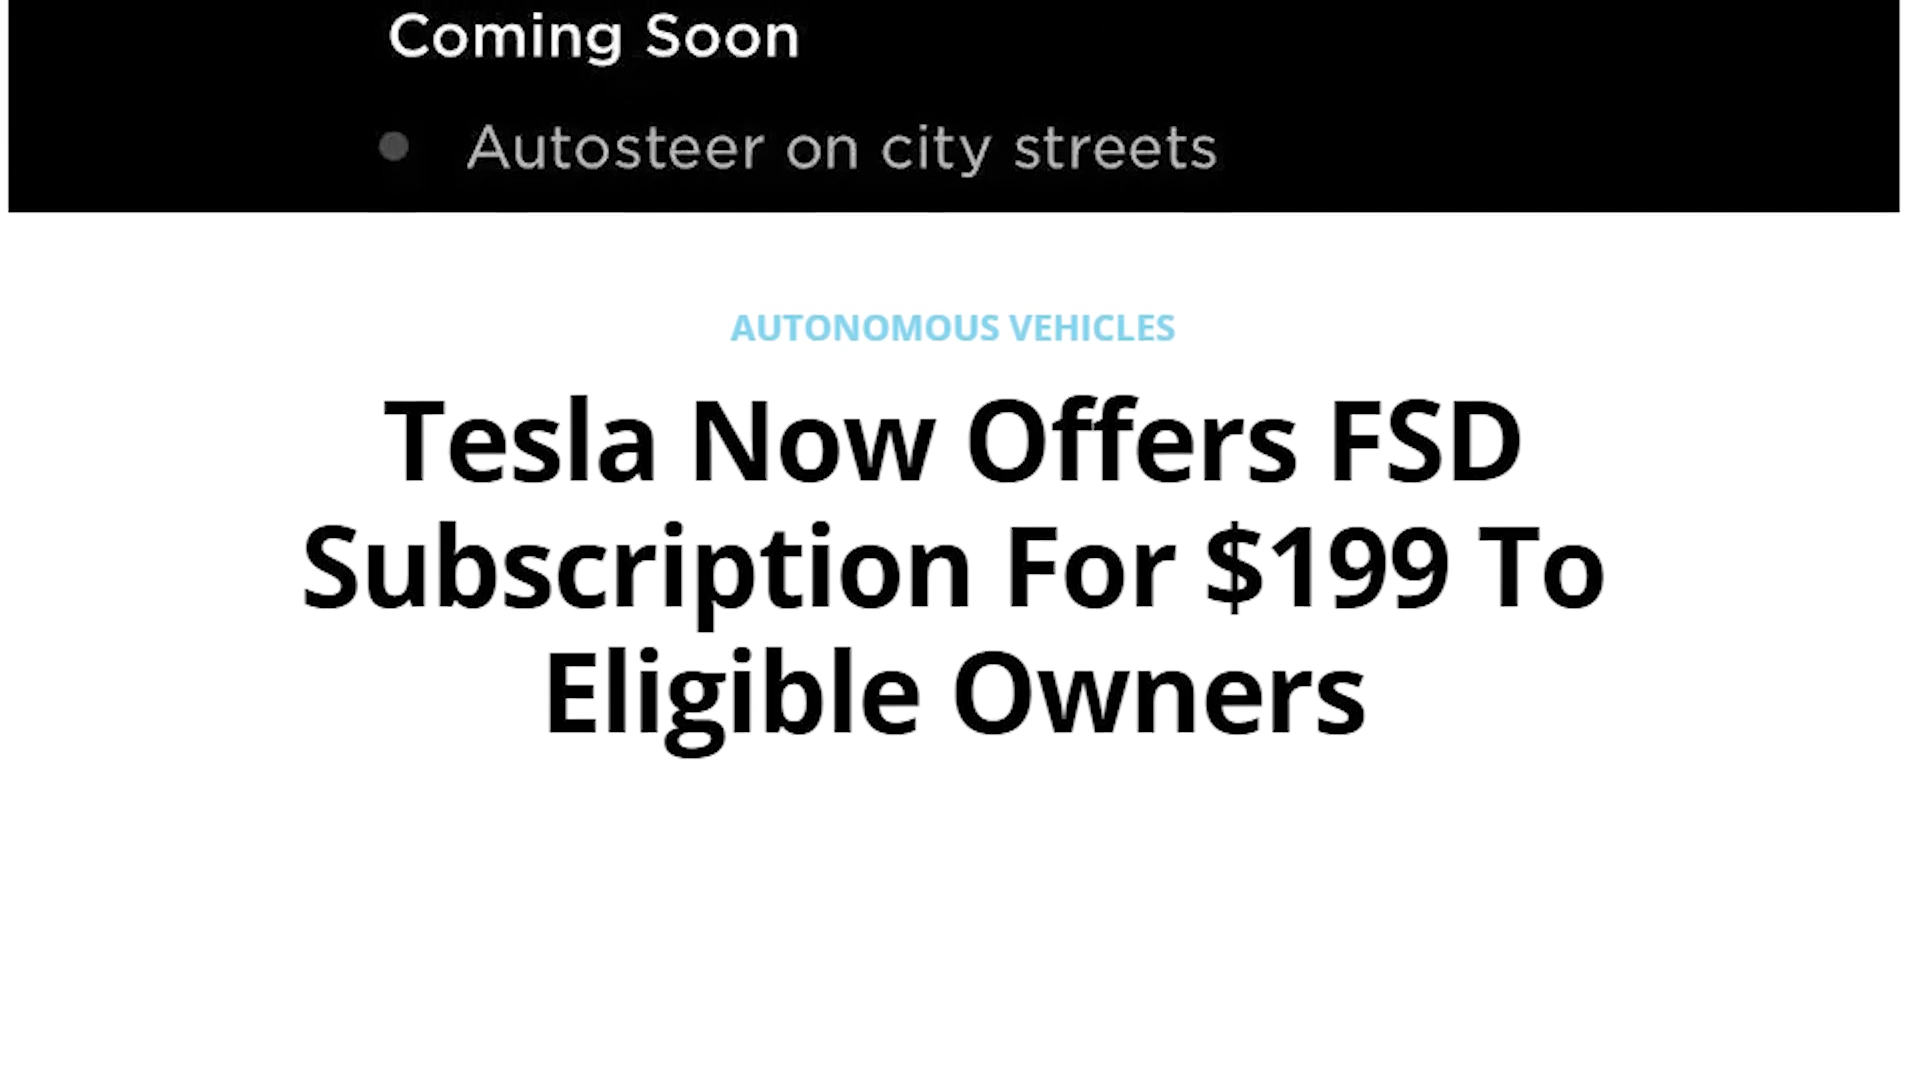 Coming Soon
Autosteer on city streets
AUTONOMOUS VEHICLES
Tesla Now Offers FSD
Subscription For $199 To
Eligible Owners